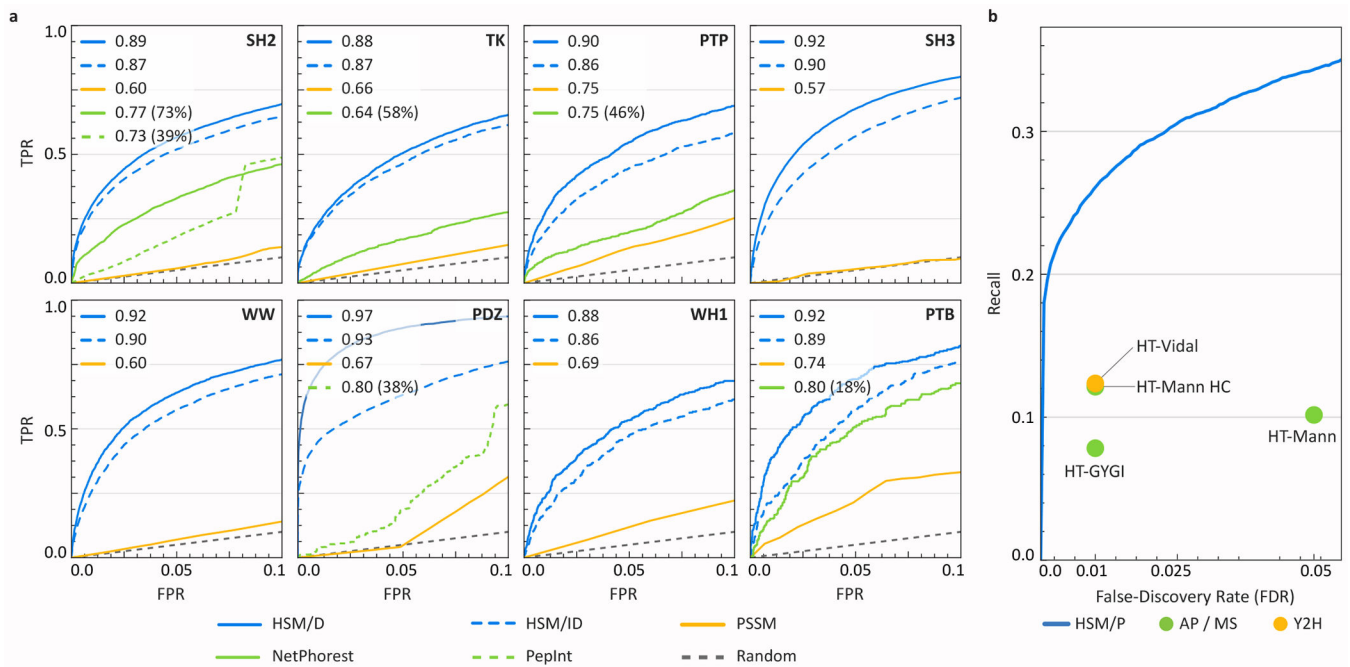 a
b
1.0
0.5
0.0
TPR
0.89
0.87
0.60
0.77 (73%)
0.73 (39%)
SH2
0.88
0.87
0.66
0.64 (58%)
TK
0.90
0.86
0.75
0.75 (46%)
PTP
0.92
0.90
0.57
SH3
1.0
0.5
0.0
TPR
0.92
0.90
0.60
WW
0.97
0.93
0.67
0.80 (38%)
PDZ
0.88
0.86
0.69
WH1
0.92
0.89
0.74
0.80 (18%)
PTB
0.0 0.05 0.1
0.0 0.05 0.1
0.0 0.05 0.1
0.0 0.05 0.1
FPR
FPR
FPR
FPR
HSM/D
HSM/ID
PSSM
NetPhorest
PepInt
Random
Recall
0.3
0.2
0.1
0.0
HT-Vidal
HT-Mann HC
HT-Mann
HT-GYGI
0.0 0.01 0.025 0.05
False-Discovery Rate (FDR)
HSM/P
AP / MS
Y2H